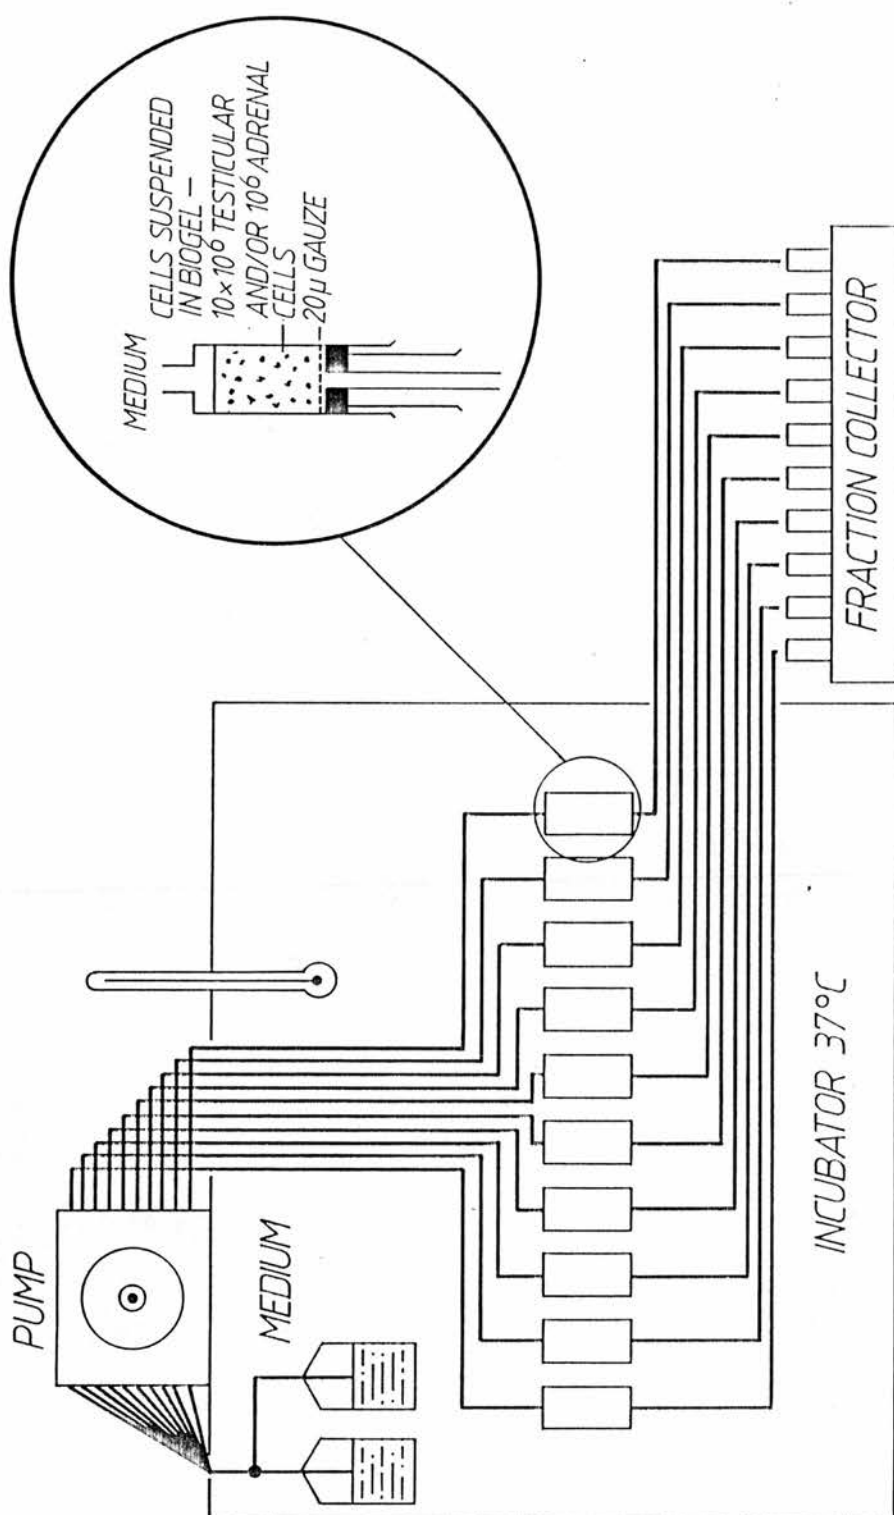 PUMP
MEDIUM
MEDIUM
CELLS SUSPENDED
IN BIOGEL —
10×10⁶ TESTICULAR
AND/OR 10⁶ ADRENAL
CELLS
20µ GAUZE
INCUBATOR 37°C
FRACTION COLLECTOR